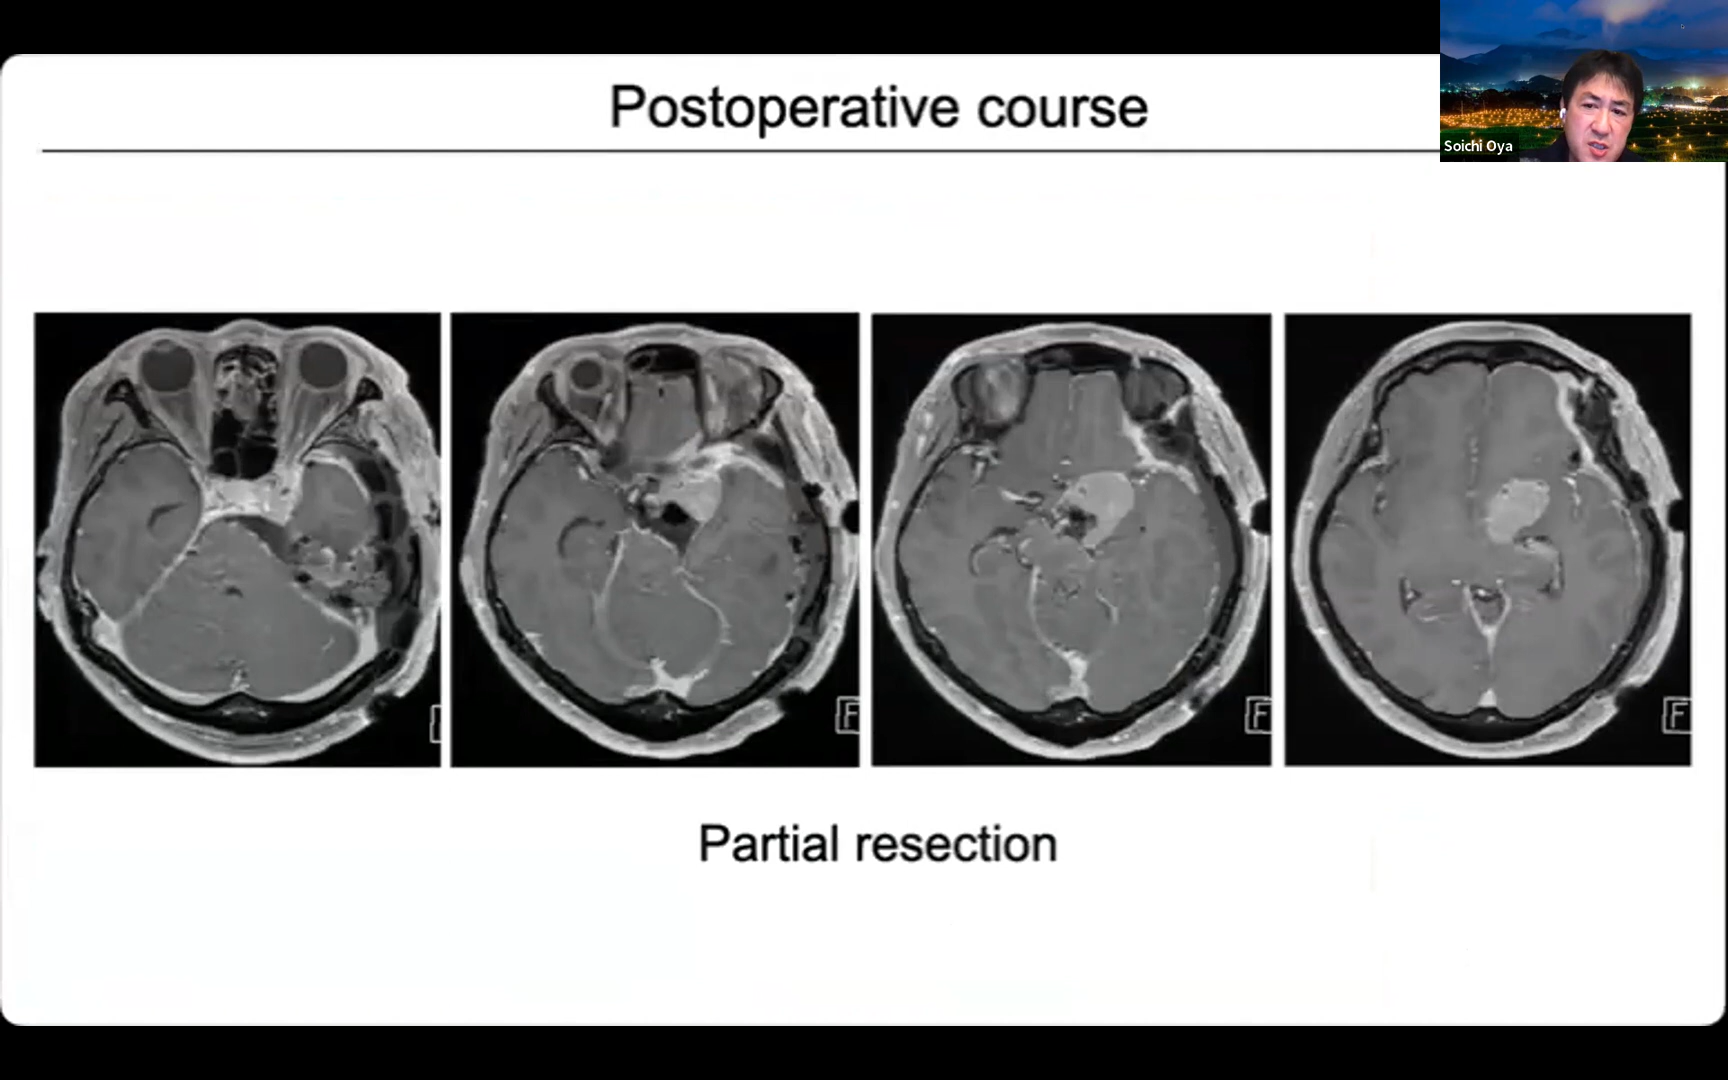 Postoperative course
Soichi Oya
F
F
F
Partial resection